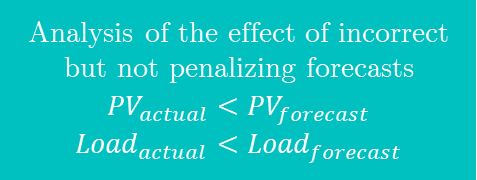 Analysis of the effect of incorrect
but not penalizing forecasts
PV_actual < PV_forecast
Load_actual < Load_forecast